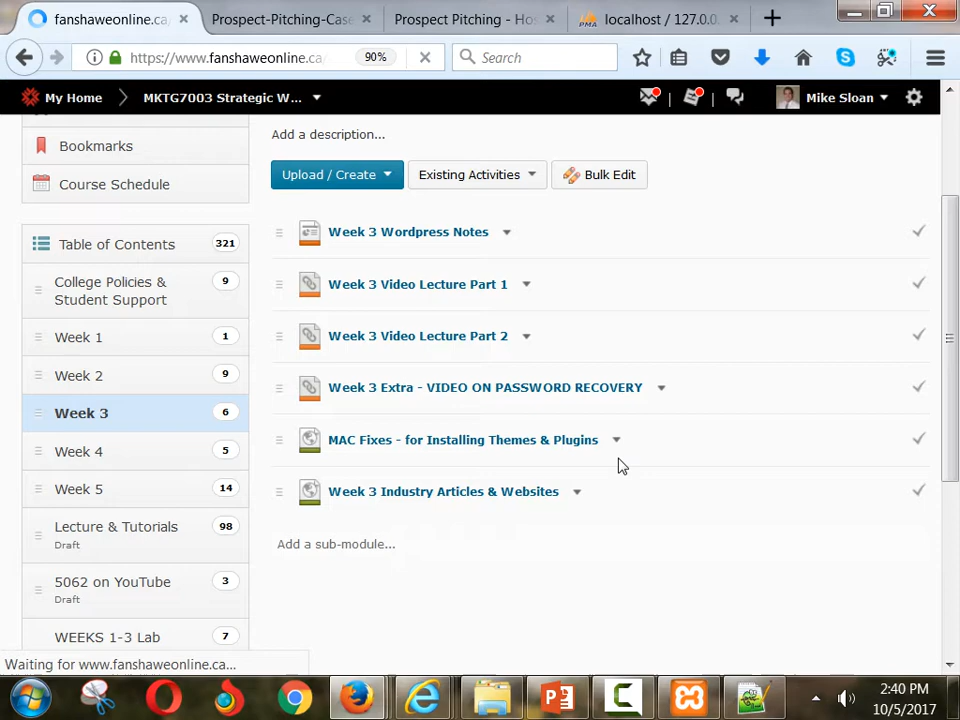 fanshaweonline.ca/
Prospect-Pitching-Case
Prospect Pitching - Hos
PMA
localhost / 127.0.0.
https://www.fanshaweonline.ca/
90%
Search
My Home
MKTG7003 Strategic W...
Mike Sloan
Bookmarks
Course Schedule
Table of Contents
321
College Policies &
Student Support
9
Week 1
1
Week 2
9
Week 3
6
Week 4
5
Week 5
14
Lecture & Tutorials
98
Draft
5062 on YouTube
3
Draft
WEEKS 1-3 Lab
7
Add a description...
Upload / Create
Existing Activities
Bulk Edit
Week 3 Wordpress Notes
Week 3 Video Lecture Part 1
Week 3 Video Lecture Part 2
Week 3 Extra - VIDEO ON PASSWORD RECOVERY
MAC Fixes - for Installing Themes & Plugins
Week 3 Industry Articles & Websites
Add a sub-module...
Waiting for www.fanshaweonline.ca...
2:40 PM
10/5/2017